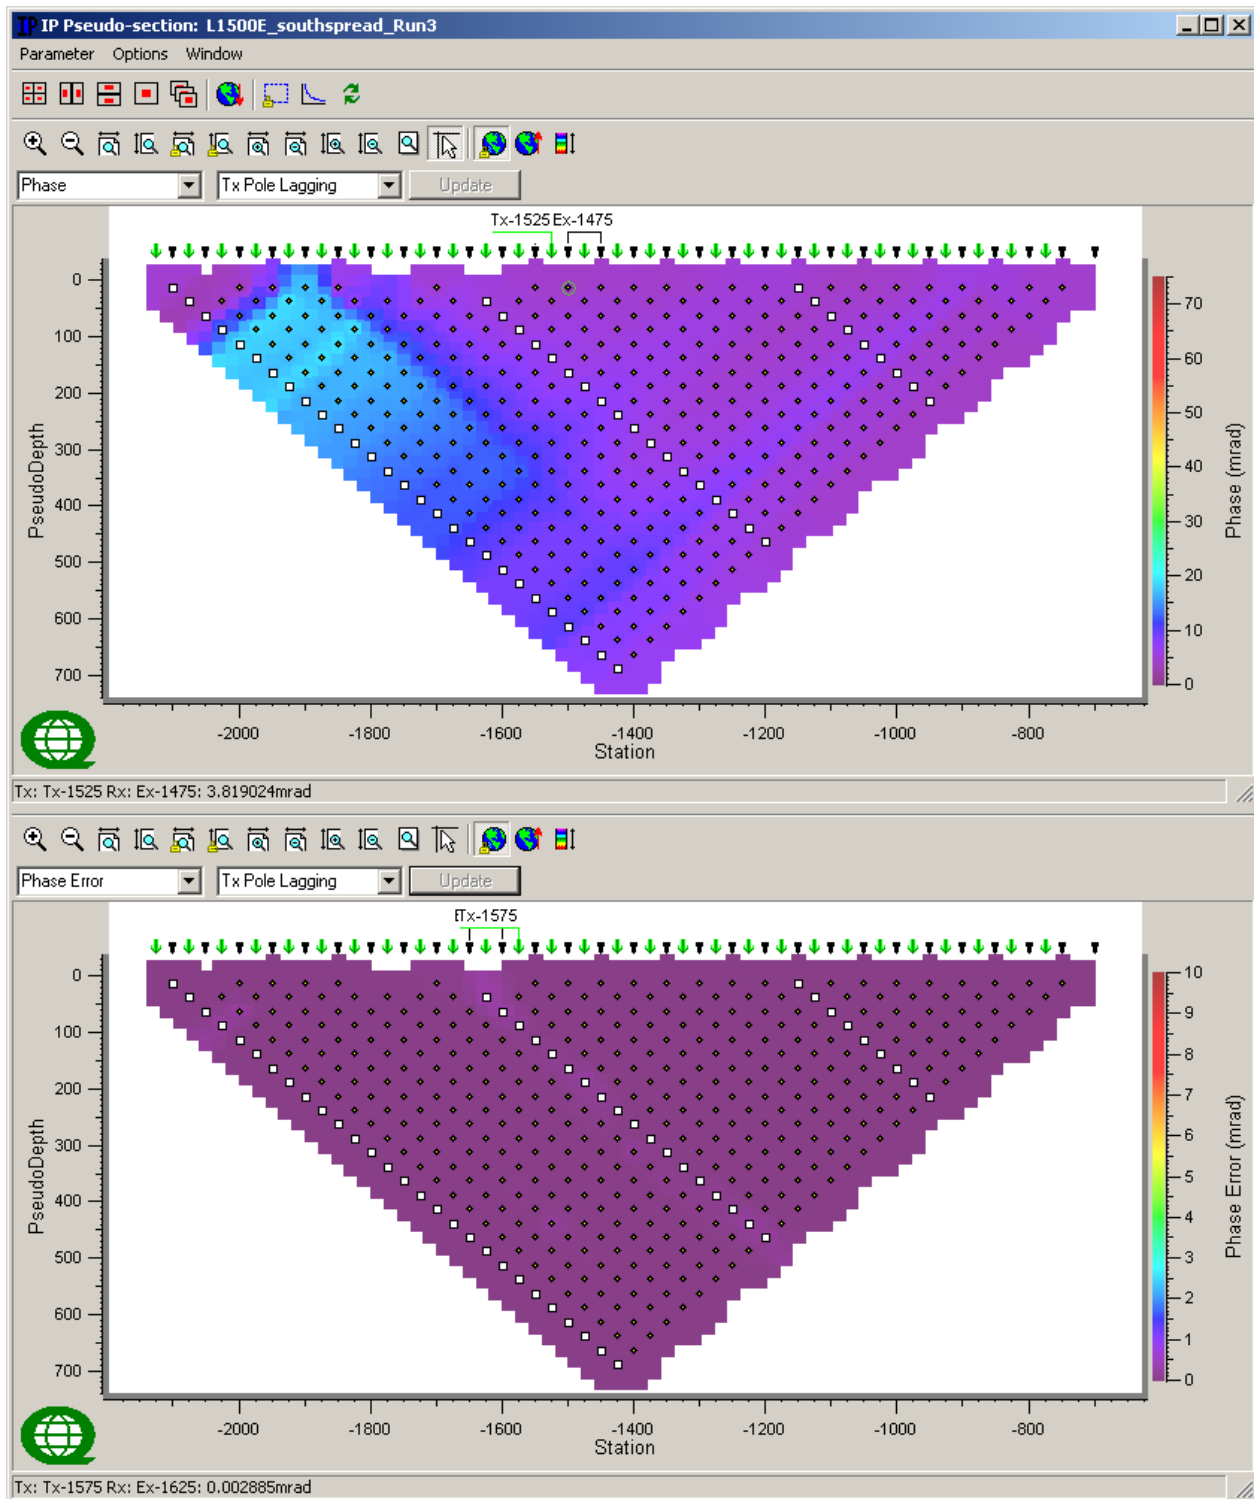 IP IP Pseudo-section: L1500E_southspread_Run3
Parameter Options Window
Phase Tx Pole Lagging Update
Tx-1525 Ex-1475
0
100
200
300
400
500
600
700
PseudoDepth
-2000 -1800 -1600 -1400 -1200 -1000 -800
Station
70
60
50
40
30
20
10
0
Phase (mrad)
Tx: Tx-1525 Rx: Ex-1475: 3.819024mrad
Phase Error Tx Pole Lagging Update
Tx-1575
0
100
200
300
400
500
600
700
PseudoDepth
-2000 -1800 -1600 -1400 -1200 -1000 -800
Station
10
9
8
7
6
5
4
3
2
1
0
Phase Error (mrad)
Tx: Tx-1575 Rx: Ex-1625: 0.002885mrad